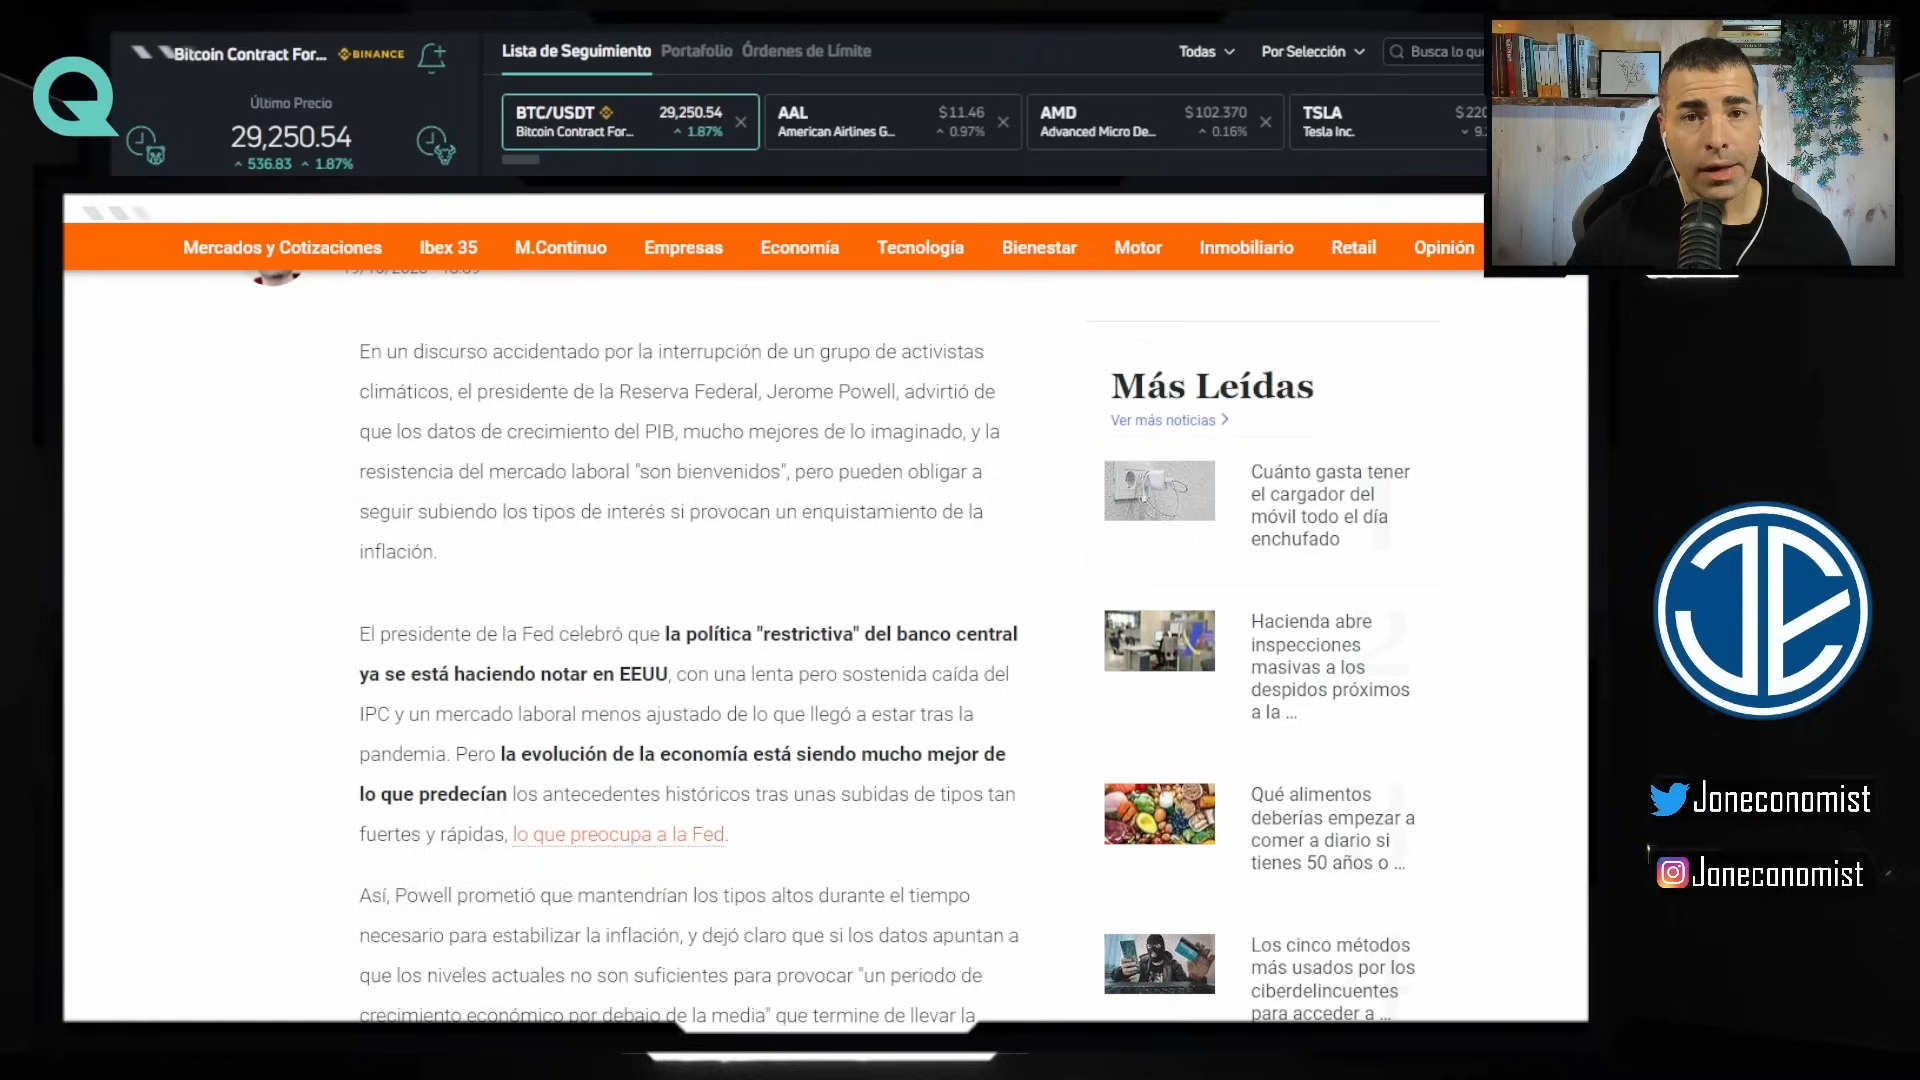 Bitcoin Contract For...
BINANCE
Último Precio
29,250.54
536.83
1.87%
Lista de Seguimiento
Portafolio
Órdenes de Límite
Todas
Por Selección
BTC/USDT
29,250.54
Bitcoin Contract For...
1.87%
AAL
$11.46
American Airlines G...
0.97%
AMD
$102.370
Advanced Micro De...
0.16%
TSLA
Tesla Inc.
Mercados y Cotizaciones
Ibex 35
M.Continuo
Empresas
Economía
Tecnología
Bienestar
Motor
Inmobiliario
Retail
Opinión
En un discurso accidentado por la interrupción de un grupo de activistas
climáticos, el presidente de la Reserva Federal, Jerome Powell, advirtió de
que los datos de crecimiento del PIB, mucho mejores de lo imaginado, y la
resistencia del mercado laboral "son bienvenidos", pero pueden obligar a
seguir subiendo los tipos de interés si provocan un enquistamiento de la
inflación.
El presidente de la Fed celebró que la política "restrictiva" del banco central
ya se está haciendo notar en EEUU, con una lenta pero sostenida caída del
IPC y un mercado laboral menos ajustado de lo que llegó a estar tras la
pandemia. Pero la evolución de la economía está siendo mucho mejor de
lo que predecían los antecedentes históricos tras unas subidas de tipos tan
fuertes y rápidas, lo que preocupa a la Fed.
Así, Powell prometió que mantendrían los tipos altos durante el tiempo
necesario para estabilizar la inflación, y dejó claro que si los datos apuntan a
que los niveles actuales no son suficientes para provocar "un periodo de
crecimiento económico por debajo de la media" que termine de llevar la
Más Leídas
Ver más noticias
Cuánto gasta tener
el cargador del
móvil todo el día
enchufado
Hacienda abre
inspecciones
masivas a los
despidos próximos
a la ...
Qué alimentos
deberías empezar a
comer a diario si
tienes 50 años o ...
Los cinco métodos
más usados por los
ciberdelincuentes
para acceder a ...
Joneconomist
Joneconomist